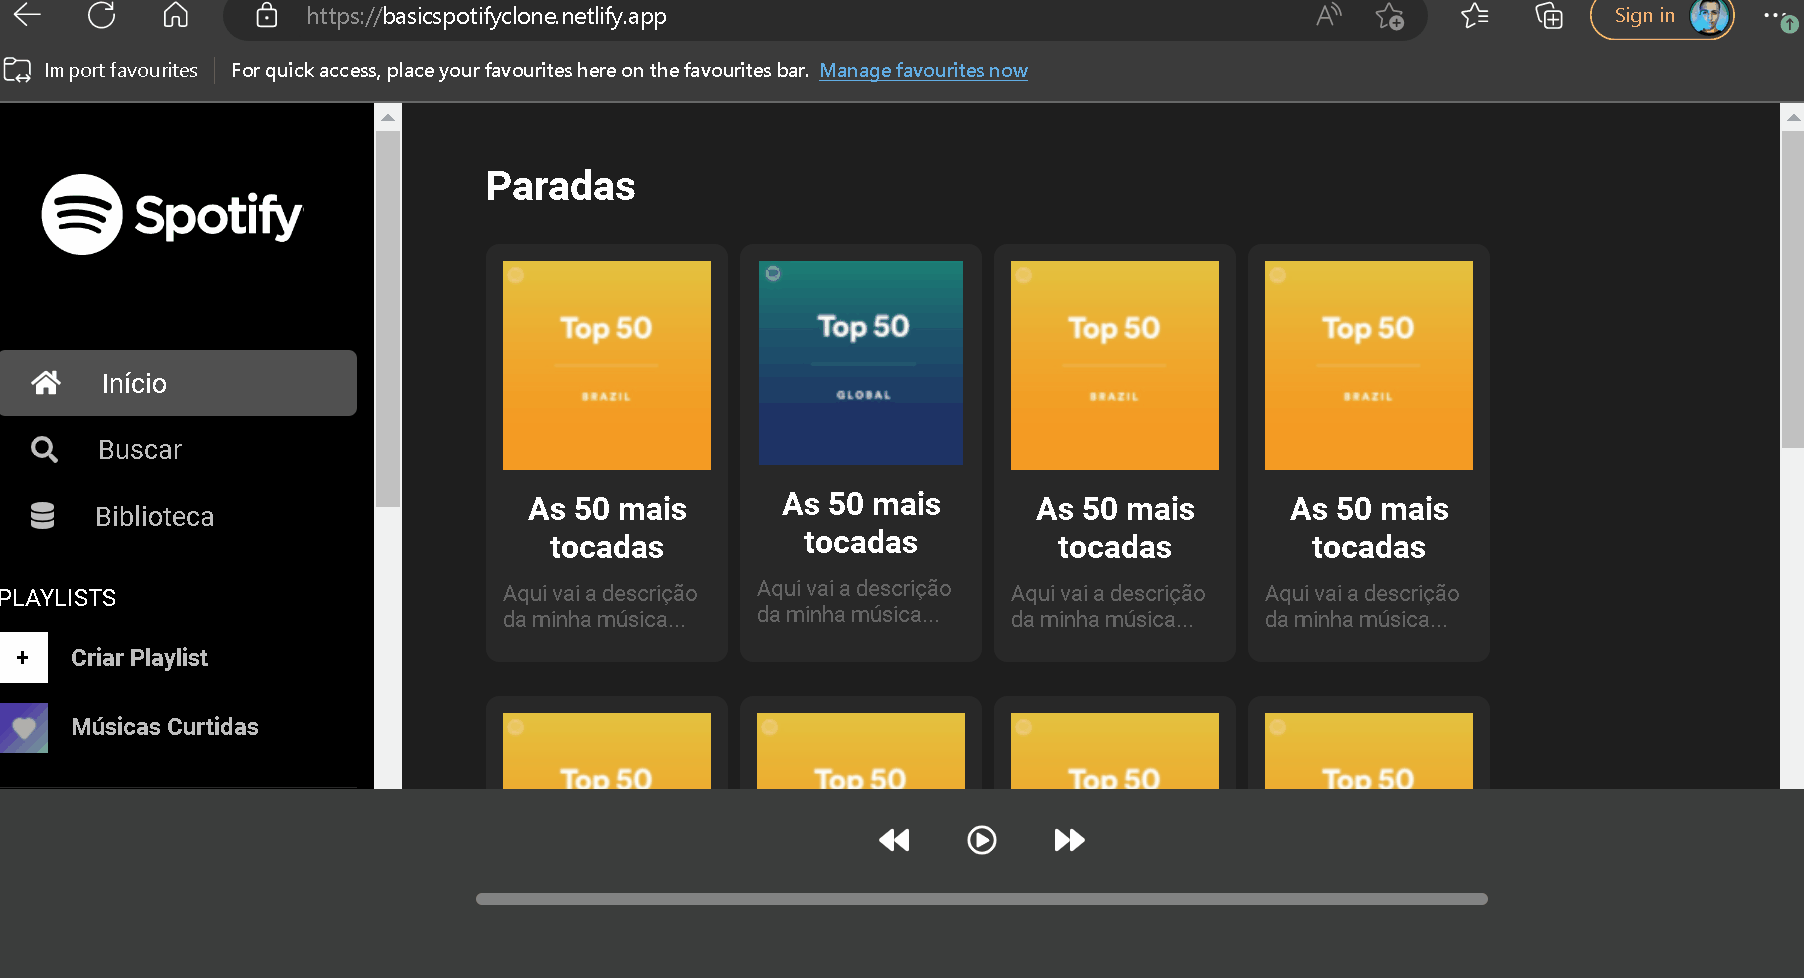 https://basicspotifyclone.netlify.app
A
Sign in
Import favourites
For quick access, place your favourites here on the favourites bar. Manage favourites now
Spotify
Início
Buscar
Biblioteca
PLAYLISTS
+ Criar Playlist
Músicas Curtidas
Paradas
Top 50
BRAZIL
As 50 mais
tocadas
Aqui vai a descrição
da minha música...
Top 50
GLOBAL
As 50 mais
tocadas
Aqui vai a descrição
da minha música...
Top 50
BRAZIL
As 50 mais
tocadas
Aqui vai a descrição
da minha música...
Top 50
BRAZIL
As 50 mais
tocadas
Aqui vai a descrição
da minha música...
Top 50
Top 50
Top 50
Top 50